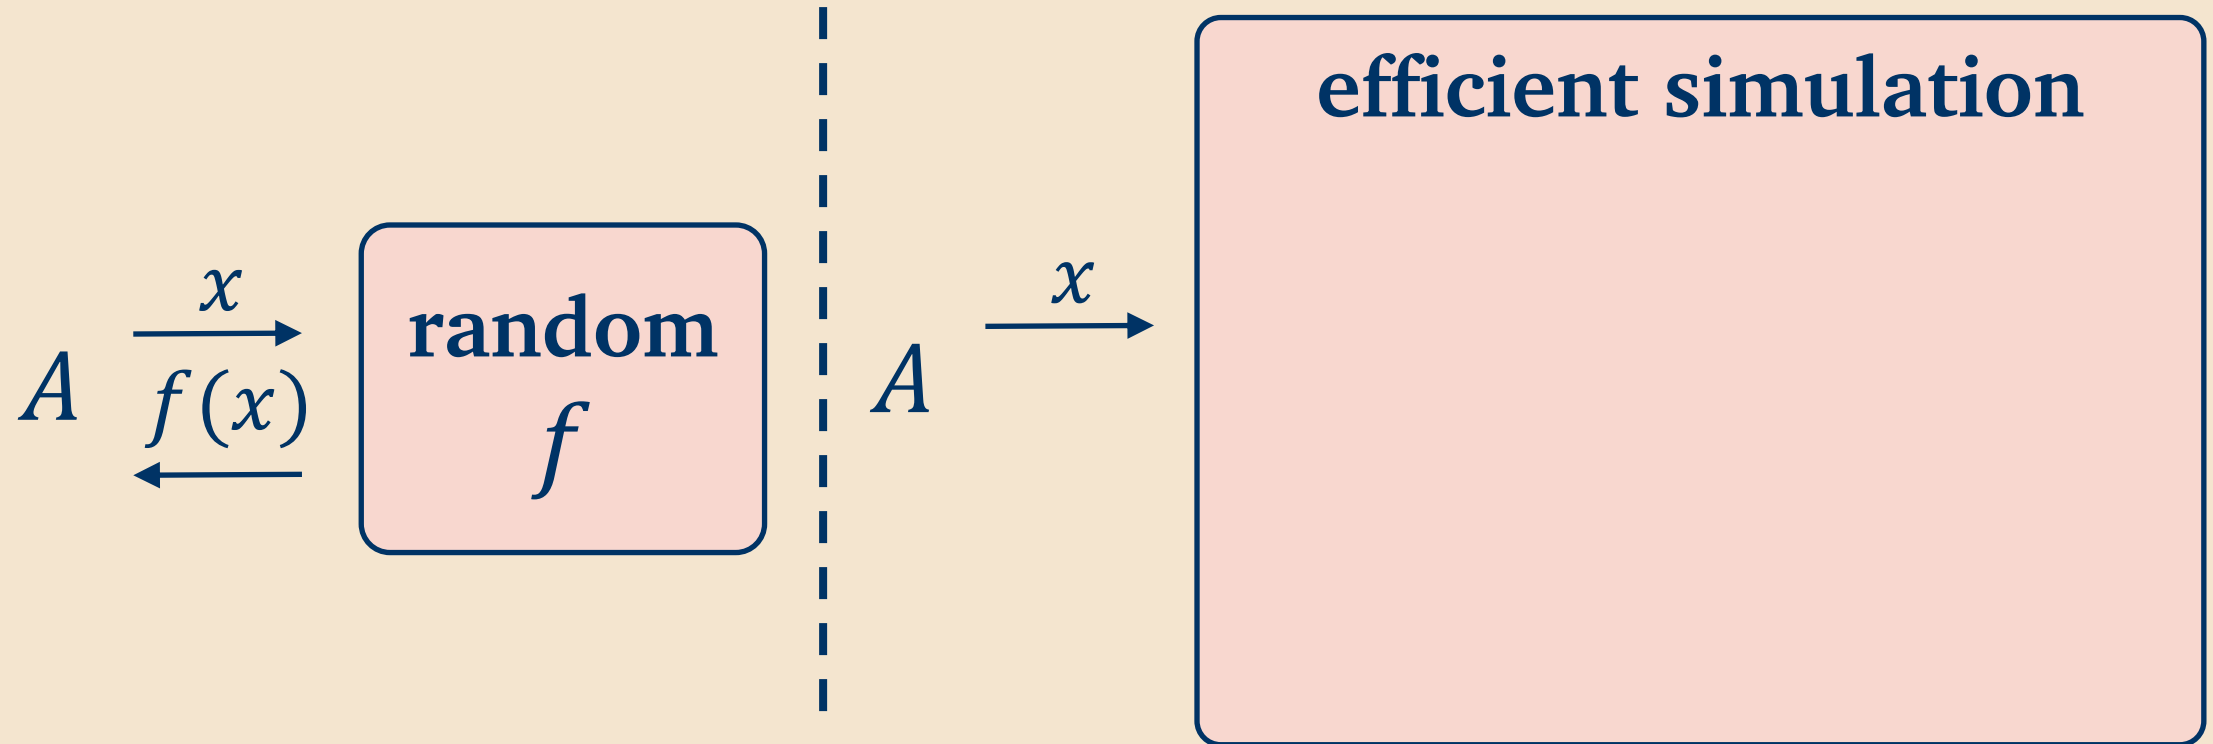 x
A
f(x)
random
f
efficient simulation
x
A